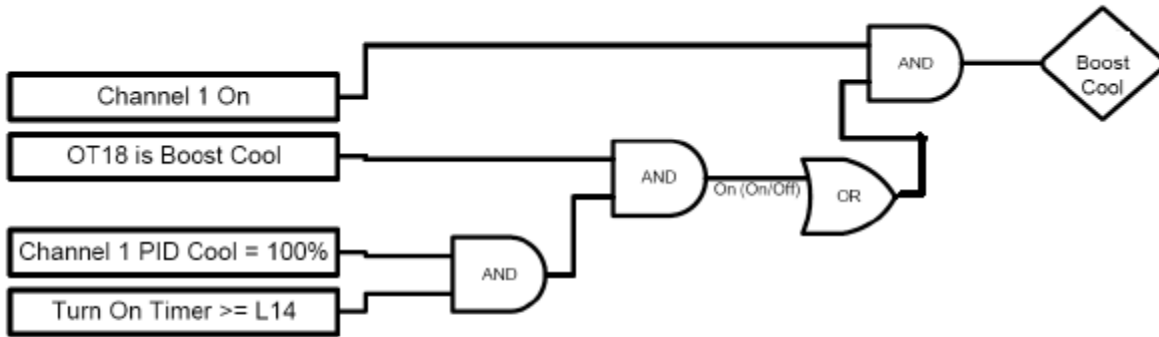 AND
Boost
Cool
Channel 1 On
OT18 is Boost Cool
AND
On (On/Off)
OR
Channel 1 PID Cool = 100%
AND
Turn On Timer >= L14